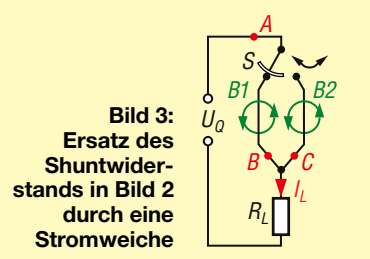 A
S
B1
B2
Bild 3:
Ersatz des
Shuntwider-
stands in Bild 2
durch eine
Stromweiche
U_Q
B
C
I_L
R_L